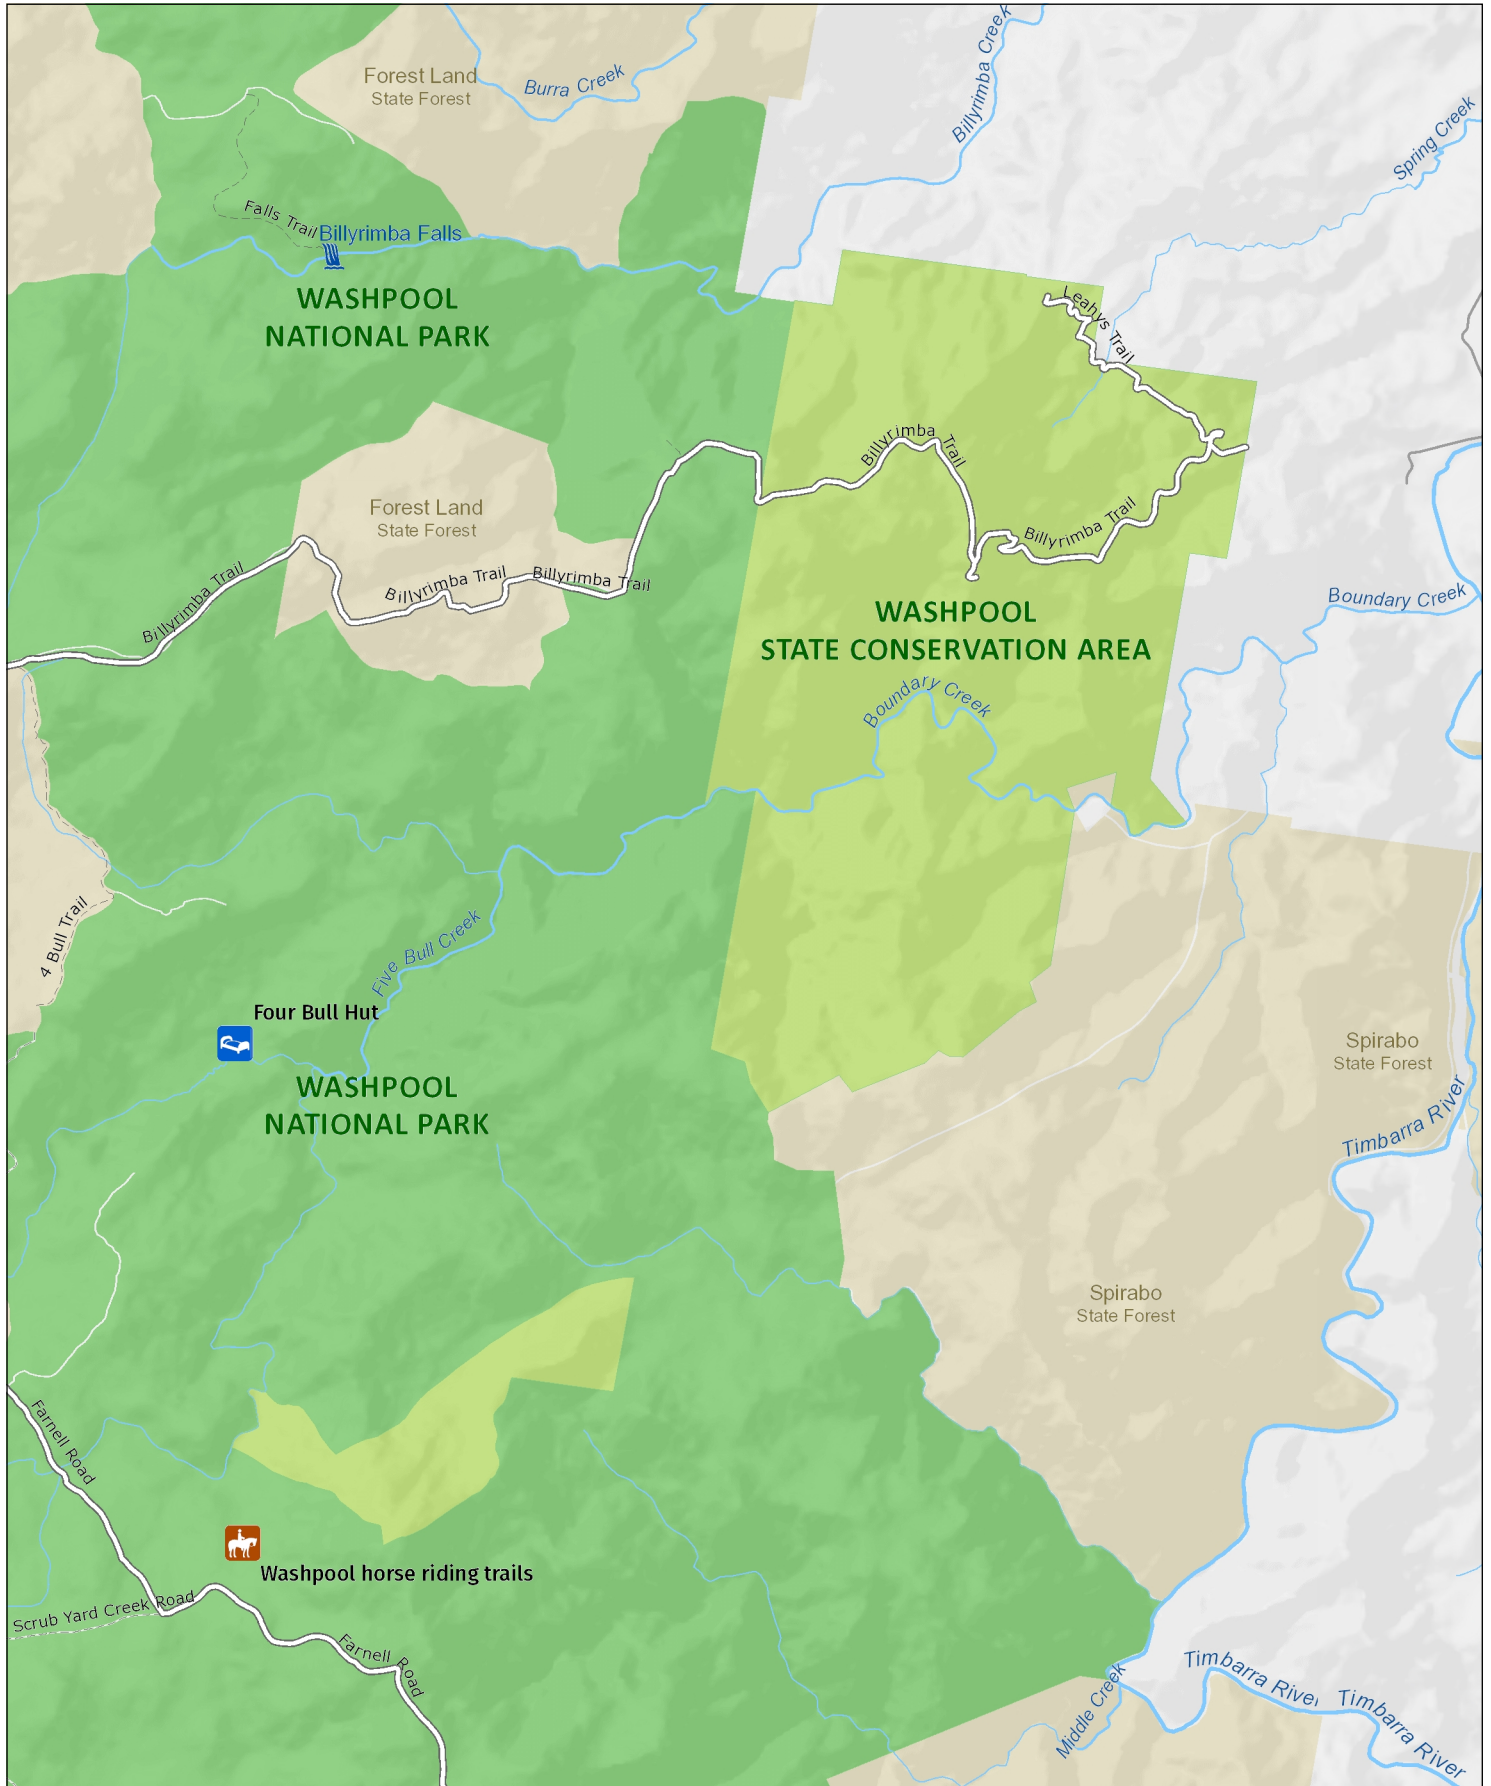 Forest Land
State Forest
Burra Creek
Billyrimba Creek
Spring Creek
Falls Trail
Billyrimba Falls
WASHPOOL
NATIONAL PARK
Leahys Trail
Billyrimba Trail
Forest Land
State Forest
Billyrimba Trail
Billyrimba Trail
Billyrimba Trail
Billyrimba Trail
WASHPOOL
STATE CONSERVATION AREA
Boundary Creek
Boundary Creek
4 Bull Trail
Five Bull Creek
Four Bull Hut
WASHPOOL
NATIONAL PARK
Spirabo
State Forest
Timbarra River
Spirabo
State Forest
Farnell Road
Washpool horse riding trails
Scrub Yard Creek Road
Farnell Road
Middle Creek
Timbarra River
Timbarra River